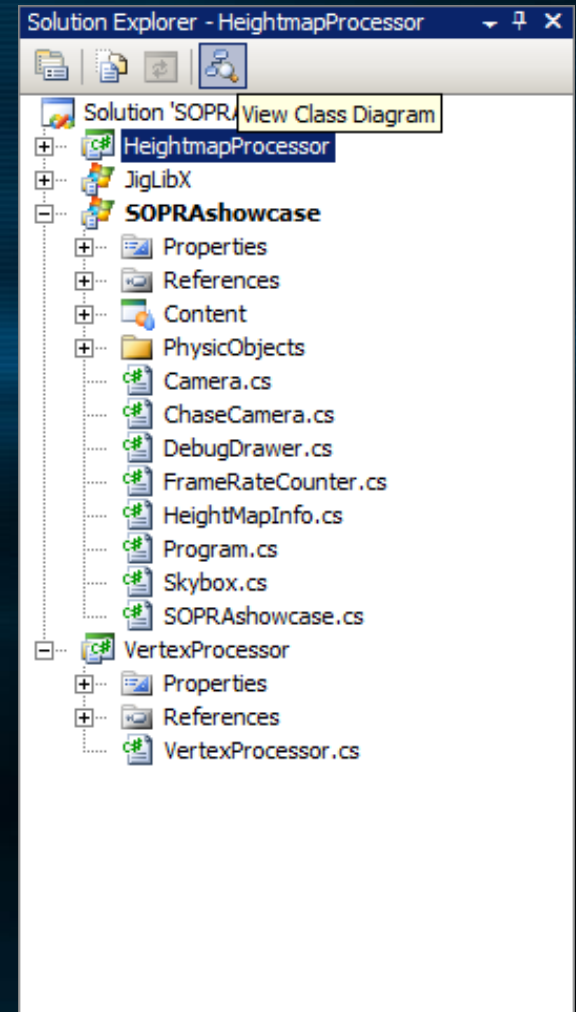 Solution Explorer - HeightmapProcessor
Solution 'SOPR
View Class Diagram
HeightmapProcessor
JigLibX
SOPRAshowcase
Properties
References
Content
PhysicObjects
Camera.cs
ChaseCamera.cs
DebugDrawer.cs
FrameRateCounter.cs
HeightMapInfo.cs
Program.cs
Skybox.cs
SOPRAshowcase.cs
VertexProcessor
Properties
References
VertexProcessor.cs